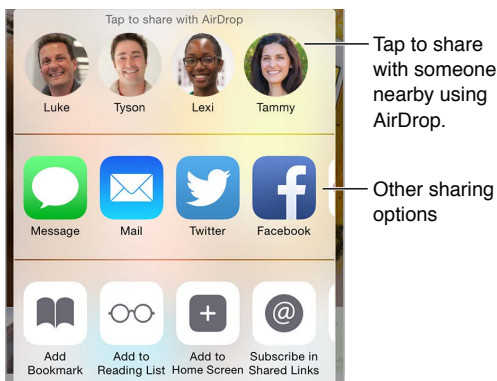 Tap to share with AirDrop
Luke Tyson Lexi Tammy
Tap to share
with someone
nearby using
AirDrop.
Message Mail Twitter Facebook
Other sharing
options
Add Bookmark
Add to Reading List
Add to Home Screen
Subscribe in Shared Links